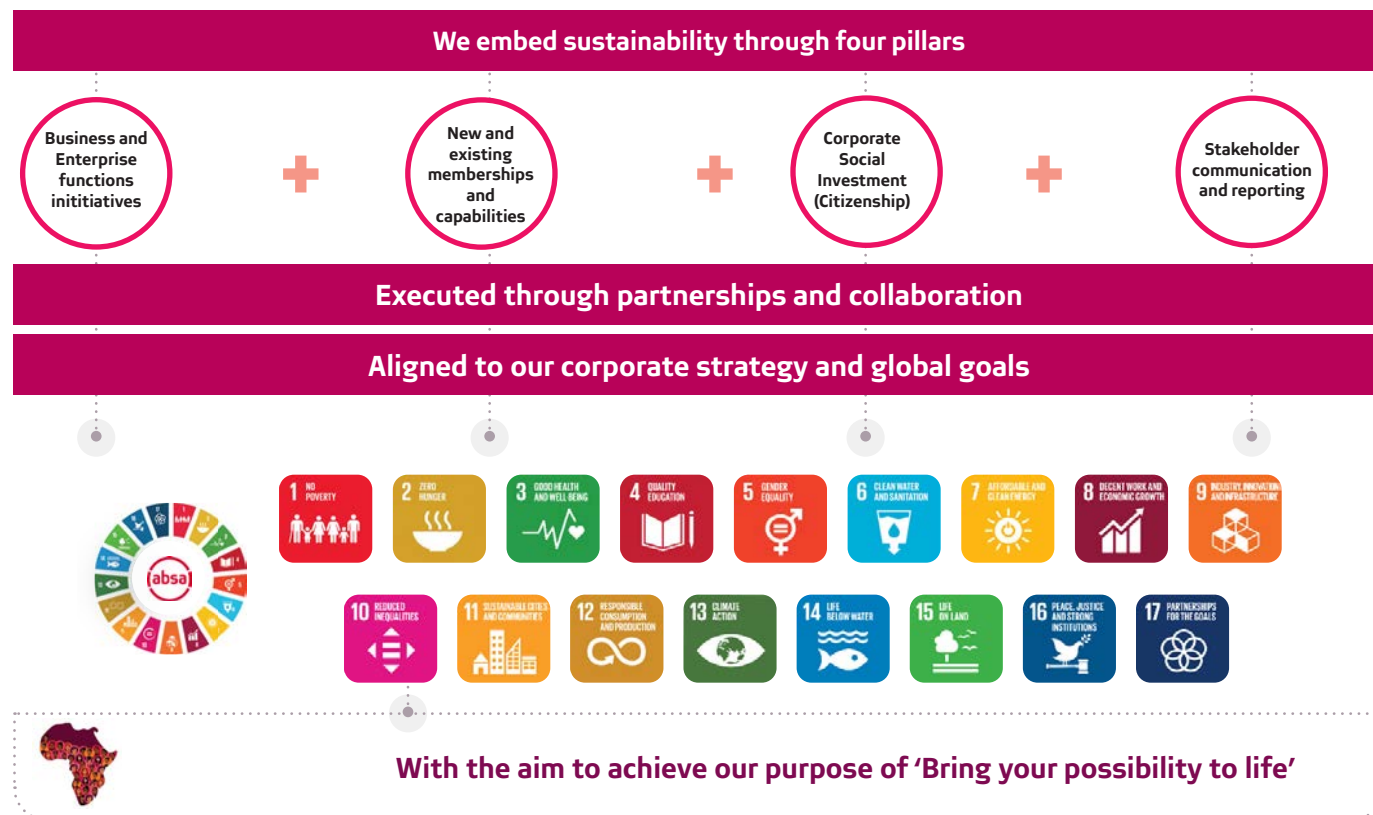 We embed sustainability through four pillars
Business and
Enterprise
functions
inititiatives
New and
existing
memberships
and
capabilities
Corporate
Social
Investment
(Citizenship)
Stakeholder
communication
and reporting
Executed through partnerships and collaboration
Aligned to our corporate strategy and global goals
absa
1 NO
POVERTY
2 ZERO
HUNGER
3 GOOD HEALTH
AND WELL-BEING
4 QUALITY
EDUCATION
5 GENDER
EQUALITY
6 CLEAN WATER
AND SANITATION
7 AFFORDABLE AND
CLEAN ENERGY
8 DECENT WORK AND
ECONOMIC GROWTH
9 INDUSTRY, INNOVATION
AND INFRASTRUCTURE
10 REDUCED
INEQUALITIES
11 SUSTAINABLE CITIES
AND COMMUNITIES
12 RESPONSIBLE
CONSUMPTION
AND PRODUCTION
13 CLIMATE
ACTION
14 LIFE
BELOW WATER
15 LIFE
ON LAND
16 PEACE, JUSTICE
AND STRONG
INSTITUTIONS
17 PARTNERSHIPS
FOR THE GOALS
With the aim to achieve our purpose of ‘Bring your possibility to life’